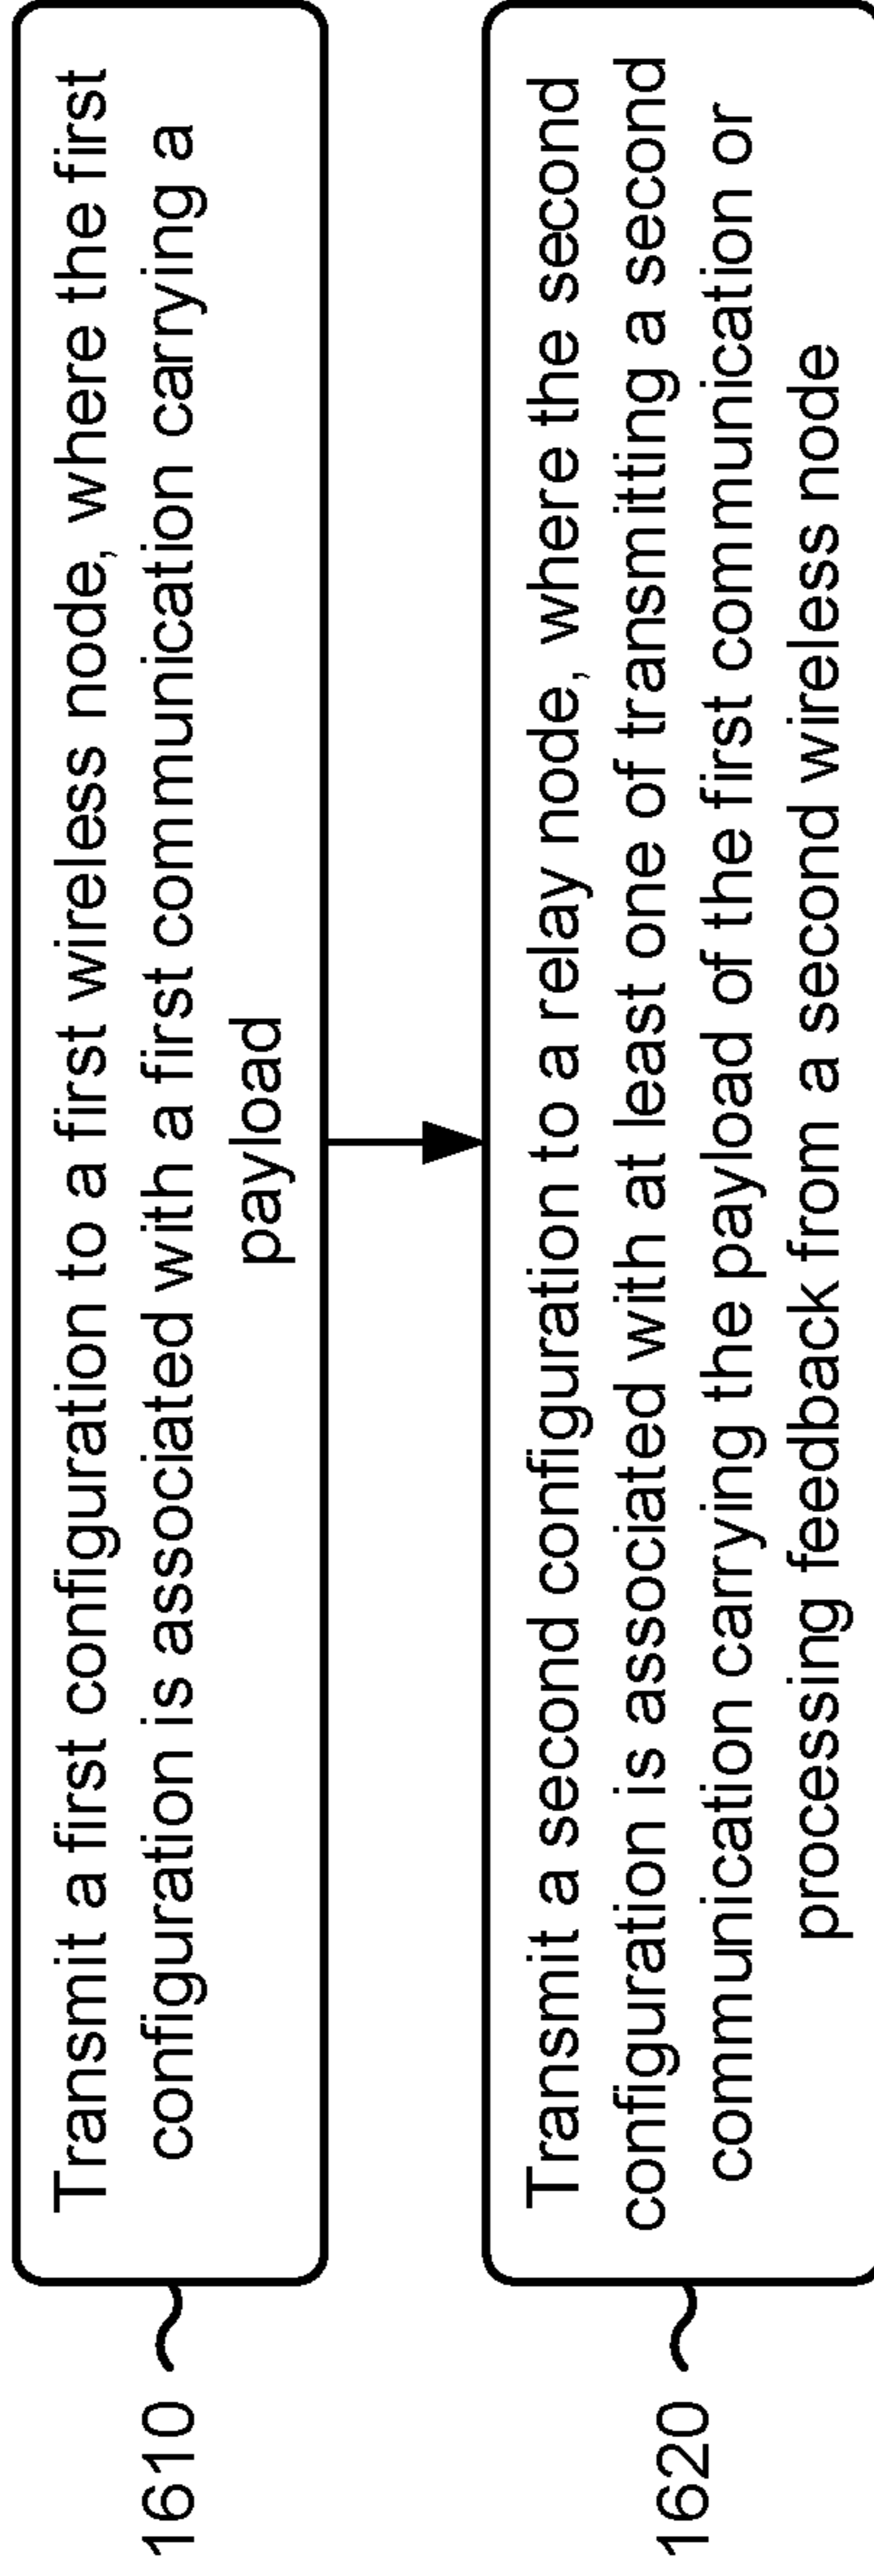 1610
Transmit a first configuration to a first wireless node, where the first
configuration is associated with a first communication carrying a
payload
1620
Transmit a second configuration to a relay node, where the second
configuration is associated with at least one of transmitting a second
communication carrying the payload of the first communication or
processing feedback from a second wireless node